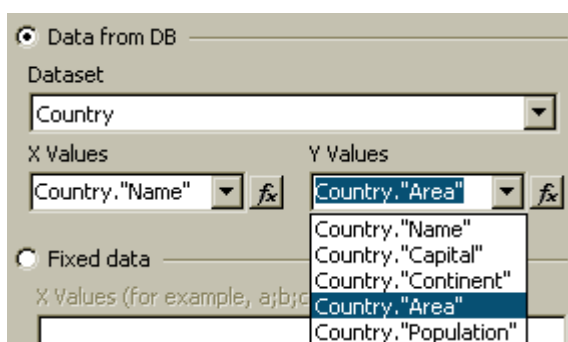 Data from DB
Dataset
Country
X Values Y Values
Country."Name" fx Country."Area" fx
Country."Name"
Country."Capital"
Fixed data Country."Continent"
X Values (for example, a;b;c Country."Area"
Country."Population"